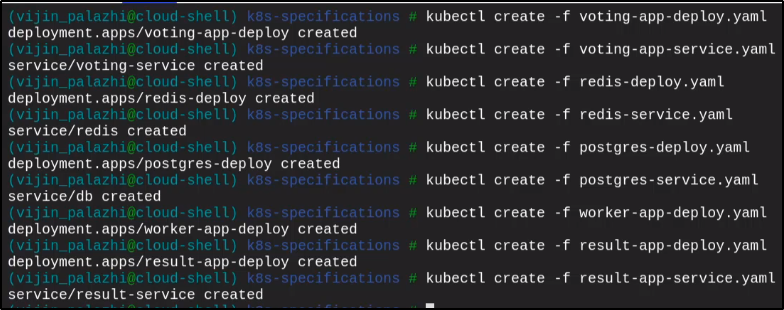 (vijin_palazhi@cloud-shell) k8s-specifications # kubectl create -f voting-app-deploy.yaml
deployment.apps/voting-app-deploy created
(vijin_palazhi@cloud-shell) k8s-specifications # kubectl create -f voting-app-service.yaml
service/voting-service created
(vijin_palazhi@cloud-shell) k8s-specifications # kubectl create -f redis-deploy.yaml
deployment.apps/redis-deploy created
(vijin_palazhi@cloud-shell) k8s-specifications # kubectl create -f redis-service.yaml
service/redis created
(vijin_palazhi@cloud-shell) k8s-specifications # kubectl create -f postgres-deploy.yaml
deployment.apps/postgres-deploy created
(vijin_palazhi@cloud-shell) k8s-specifications # kubectl create -f postgres-service.yaml
service/db created
(vijin_palazhi@cloud-shell) k8s-specifications # kubectl create -f worker-app-deploy.yaml
deployment.apps/worker-app-deploy created
(vijin_palazhi@cloud-shell) k8s-specifications # kubectl create -f result-app-deploy.yaml
deployment.apps/result-app-deploy created
(vijin_palazhi@cloud-shell) k8s-specifications # kubectl create -f result-app-service.yaml
service/result-service created
(vijin_palazhi@cloud-shell) k8s-specifications #